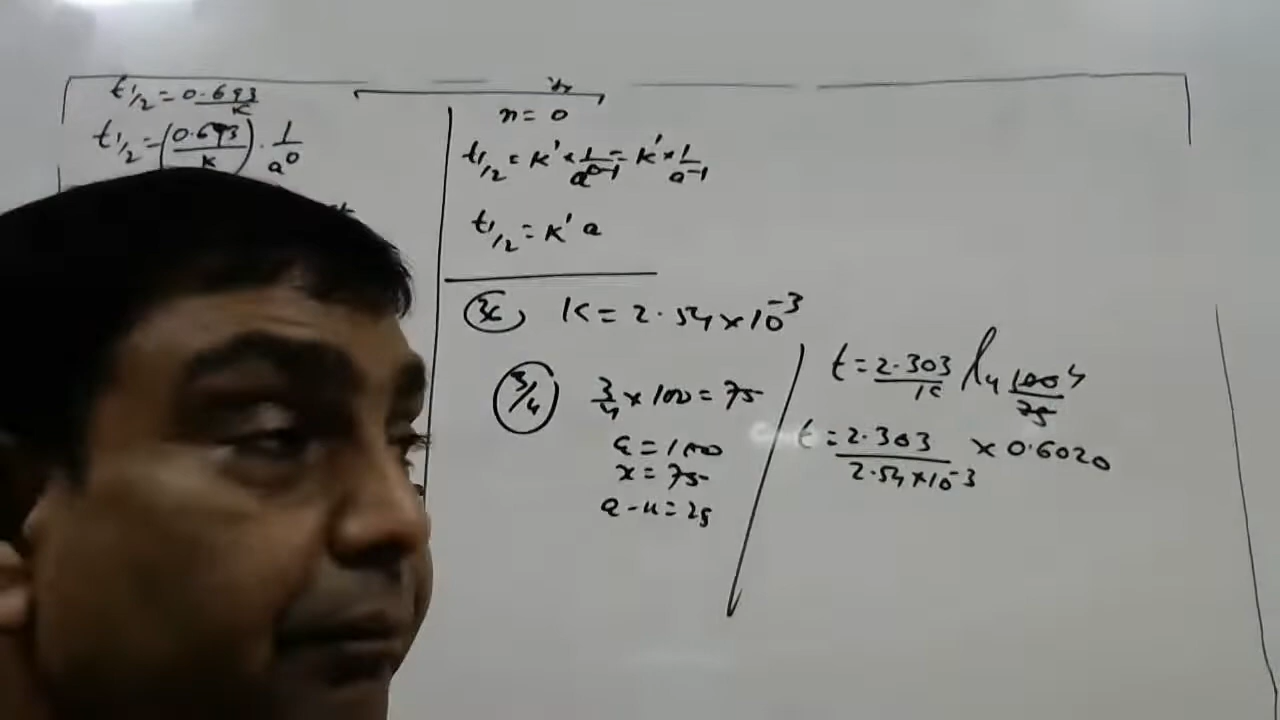 t1/2 = 0.693/K
t1/2 = (0.693/K) · 1/a⁰
n = 0
t1/2 = K' × 1/a⁰⁻¹ = K' × 1/a⁻¹
t1/2 = K' a
36 K = 2.54 × 10⁻³
3/4 3/4 × 100 = 75
a = 100
x = 75
a - x = 25
t = 2.303/K log 100 4/25
t = 2.303/2.54 × 10⁻³ × 0.6020